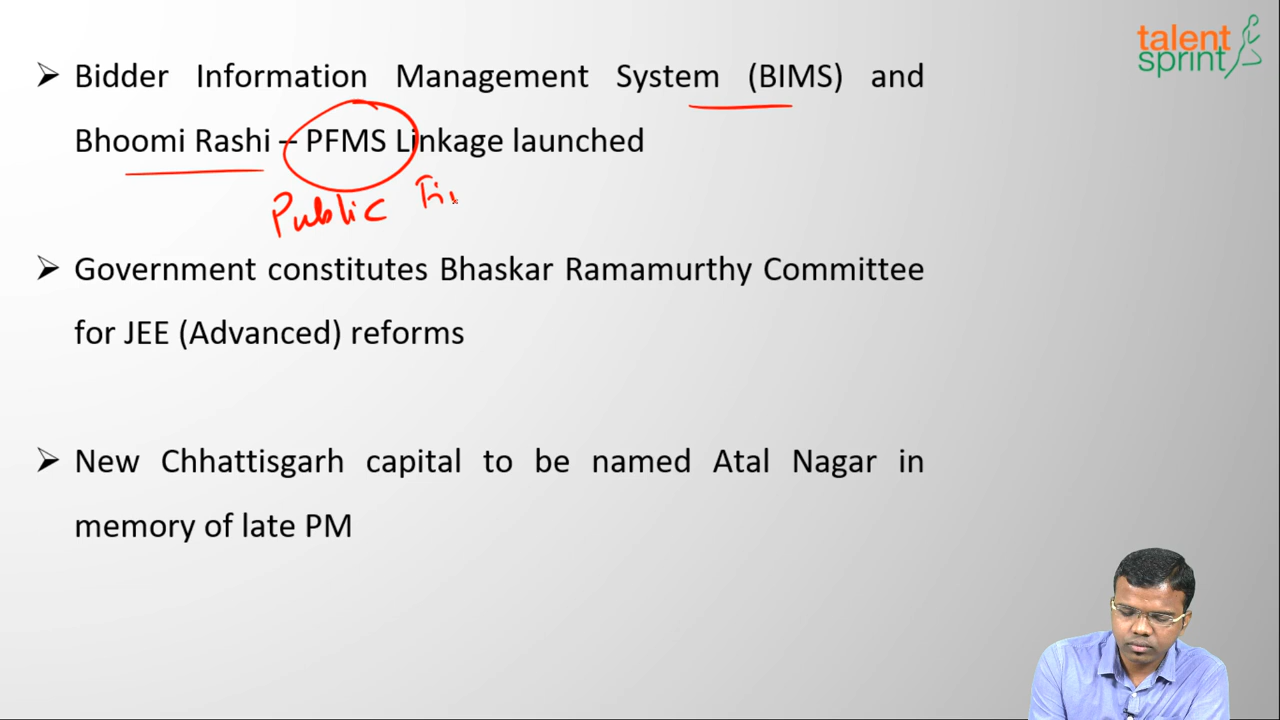 talent
sprint
➢ Bidder Information Management System (BIMS) and
Bhoomi Rashi – PFMS Linkage launched
Public Fi
➢ Government constitutes Bhaskar Ramamurthy Committee
for JEE (Advanced) reforms
➢ New Chhattisgarh capital to be named Atal Nagar in
memory of late PM